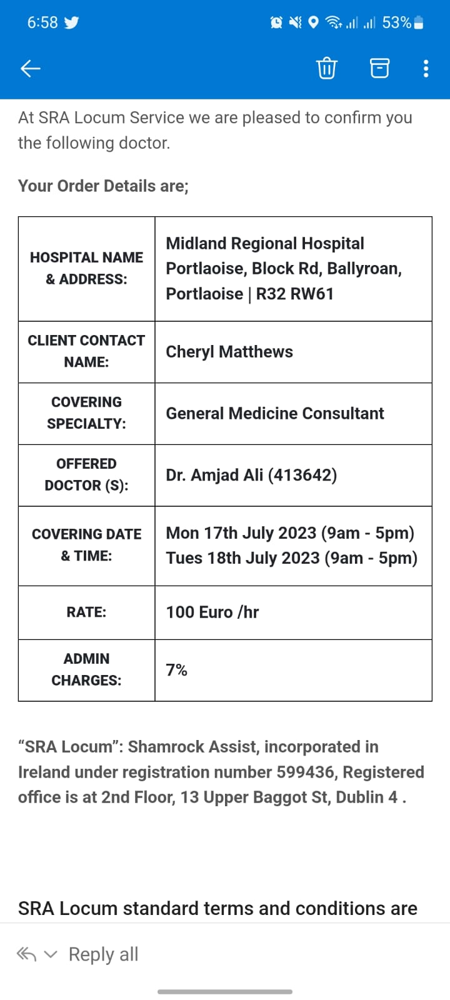 6:58
53%
At SRA Locum Service we are pleased to confirm you
the following doctor.
Your Order Details are;
HOSPITAL NAME
& ADDRESS:
Midland Regional Hospital
Portlaoise, Block Rd, Ballyroan,
Portlaoise | R32 RW61
CLIENT CONTACT
NAME:
Cheryl Matthews
COVERING
SPECIALTY:
General Medicine Consultant
OFFERED
DOCTOR (S):
Dr. Amjad Ali (413642)
COVERING DATE
& TIME:
Mon 17th July 2023 (9am - 5pm)
Tues 18th July 2023 (9am - 5pm)
RATE:
100 Euro /hr
ADMIN
CHARGES:
7%
“SRA Locum”: Shamrock Assist, incorporated in
Ireland under registration number 599436, Registered
office is at 2nd Floor, 13 Upper Baggot St, Dublin 4 .
SRA Locum standard terms and conditions are
Reply all